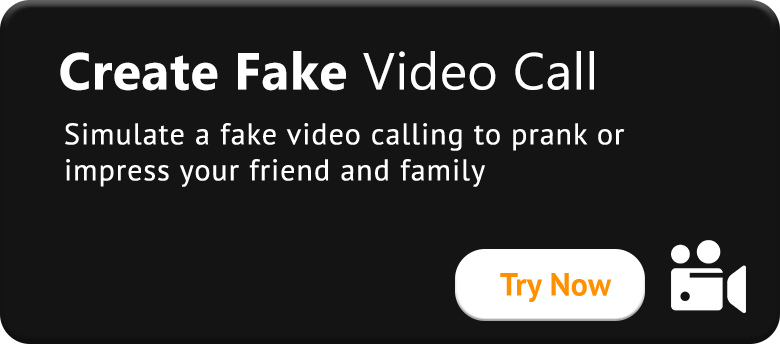 Create Fake Video Call
Simulate a fake video calling to prank or
impress your friend and family
Try Now